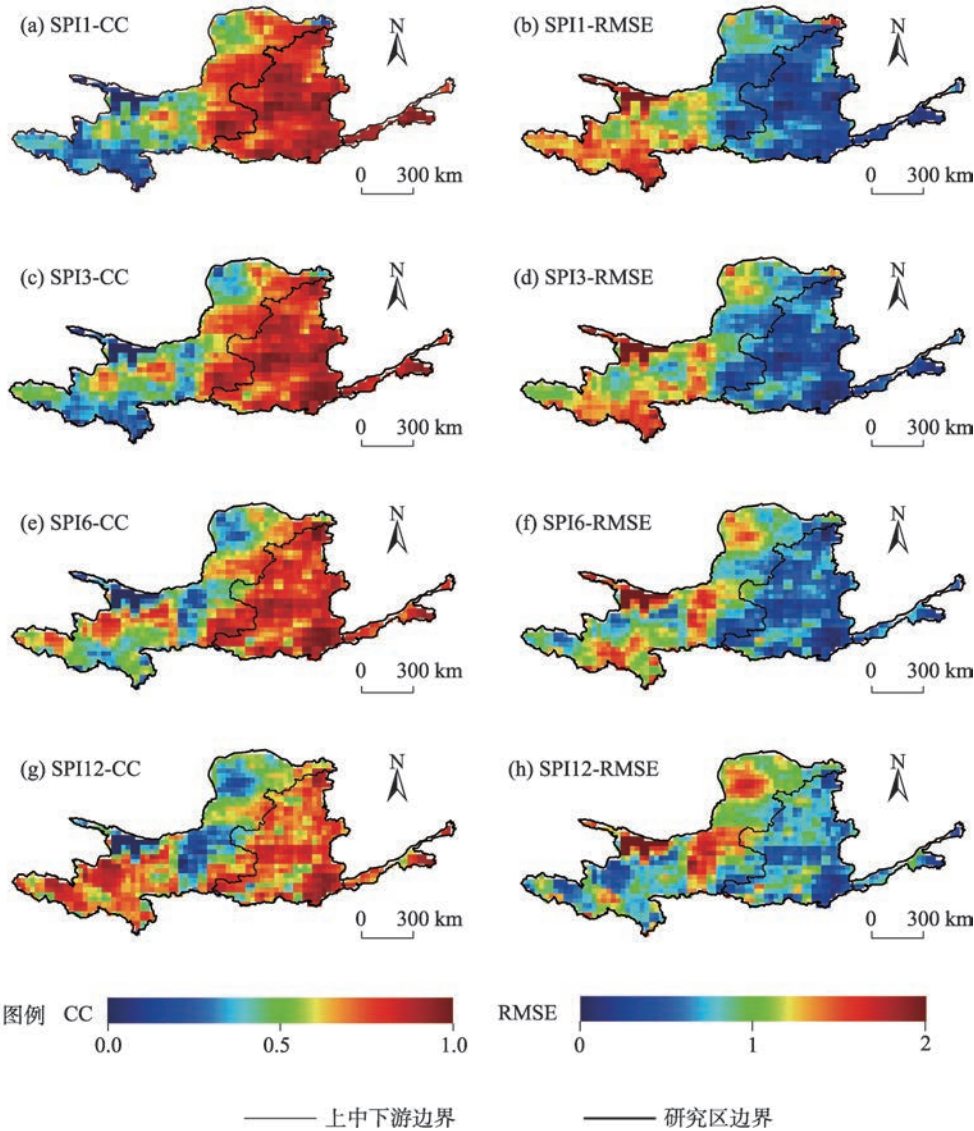 (a) SPI1-CC
N
0 300 km
(b) SPI1-RMSE
N
0 300 km
(c) SPI3-CC
N
0 300 km
(d) SPI3-RMSE
N
0 300 km
(e) SPI6-CC
N
0 300 km
(f) SPI6-RMSE
N
0 300 km
(g) SPI12-CC
N
0 300 km
(h) SPI12-RMSE
N
0 300 km
图例 CC
0.0 0.5 1.0
RMSE
0 1 2
上中下游边界
研究区边界